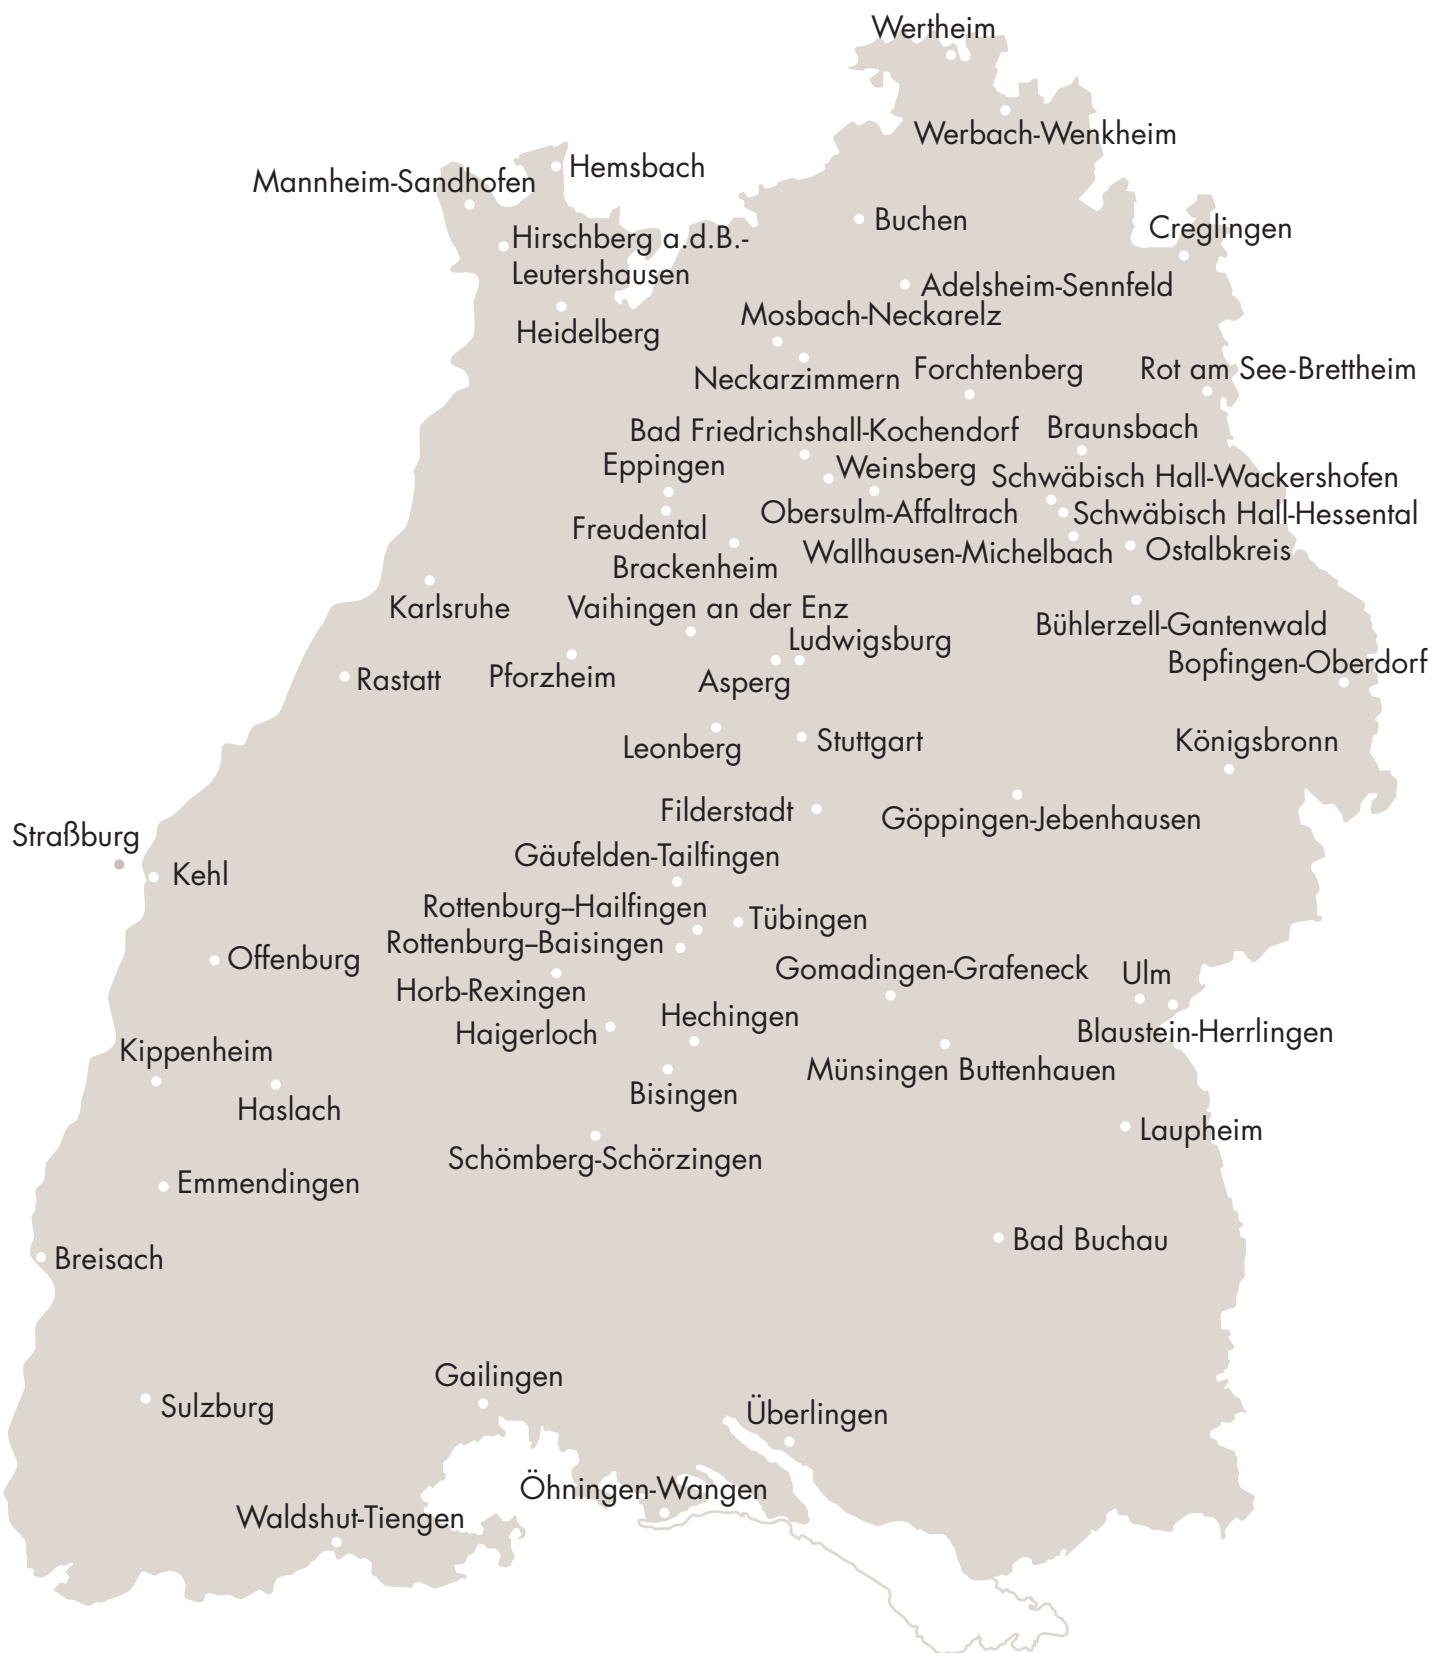 Wertheim
Werbach-Wenkheim
Hemsbach
Mannheim-Sandhofen
Buchen
Creglingen
Hirschberg a.d.B.-
Leutershausen
Adelsheim-Sennfeld
Mosbach-Neckarelz
Heidelberg
Neckarzimmern
Forchtenberg
Rot am See-Brettheim
Bad Friedrichshall-Kochendorf
Braunsbach
Eppingen
Weinsberg
Schwäbisch Hall-Wackershofen
Obersulm-Affaltrach
Schwäbisch Hall-Hessental
Freudental
Wallhausen-Michelbach
Ostalbkreis
Brackenheim
Karlsruhe
Vaihingen an der Enz
Bühlerzell-Gantenwald
Ludwigsburg
Bopfingen-Oberdorf
Rastatt
Pforzheim
Asperg
Leonberg
Stuttgart
Königsbronn
Filderstadt
Göppingen-Jebenhausen
Straßburg
Gäufelden-Tailfingen
Kehl
Rottenburg–Hailfingen
Tübingen
Rottenburg–Baisingen
Offenburg
Gomadingen-Grafeneck
Ulm
Horb-Rexingen
Hechingen
Haigerloch
Blaustein-Herrlingen
Kippenheim
Münsingen Buttenhauen
Bisingen
Haslach
Laupheim
Schömberg-Schörzingen
Emmendingen
Bad Buchau
Breisach
Gailingen
Sulzburg
Überlingen
Öhningen-Wangen
Waldshut-Tiengen